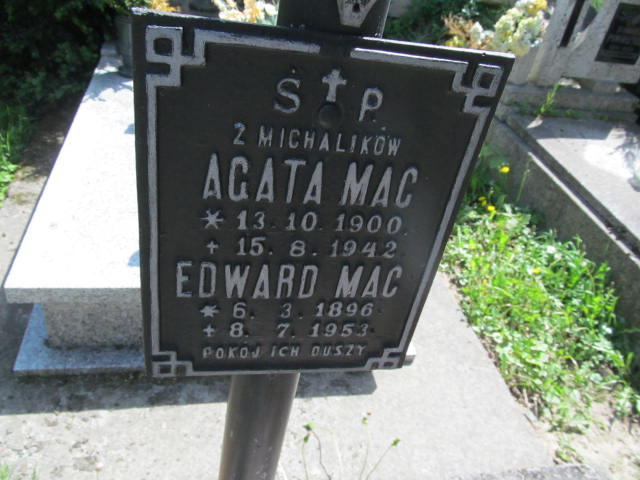 Ś † P
Z MICHALIKÓW
AGATA MAC
* 13. 10. 1900.
+ 15. 8. 1942
EDWARD MAC
* 6. 3. 1896
+ 8. 7. 1953
POKÓJ ICH DUSZY